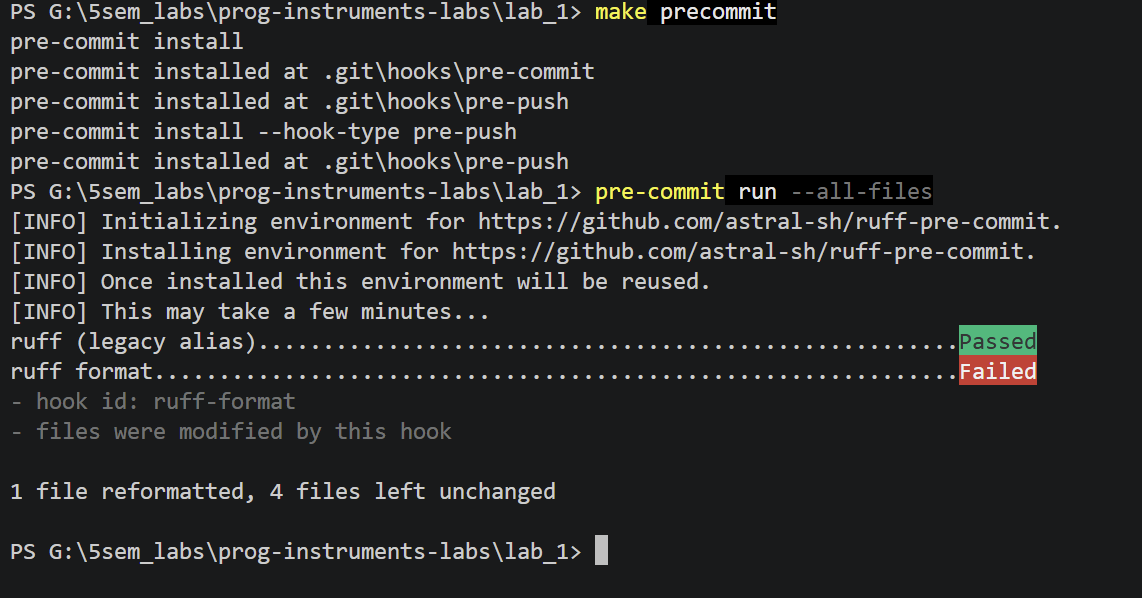 PS G:\5sem_labs\prog-instruments-labs\lab_1> make precommit
pre-commit install
pre-commit installed at .git\hooks\pre-commit
pre-commit installed at .git\hooks\pre-push
pre-commit install --hook-type pre-push
pre-commit installed at .git\hooks\pre-push
PS G:\5sem_labs\prog-instruments-labs\lab_1> pre-commit run --all-files
[INFO] Initializing environment for https://github.com/astral-sh/ruff-pre-commit.
[INFO] Installing environment for https://github.com/astral-sh/ruff-pre-commit.
[INFO] Once installed this environment will be reused.
[INFO] This may take a few minutes...
ruff (legacy alias)......................................................Passed
ruff format..............................................................Failed
- hook id: ruff-format
- files were modified by this hook
1 file reformatted, 4 files left unchanged
PS G:\5sem_labs\prog-instruments-labs\lab_1>